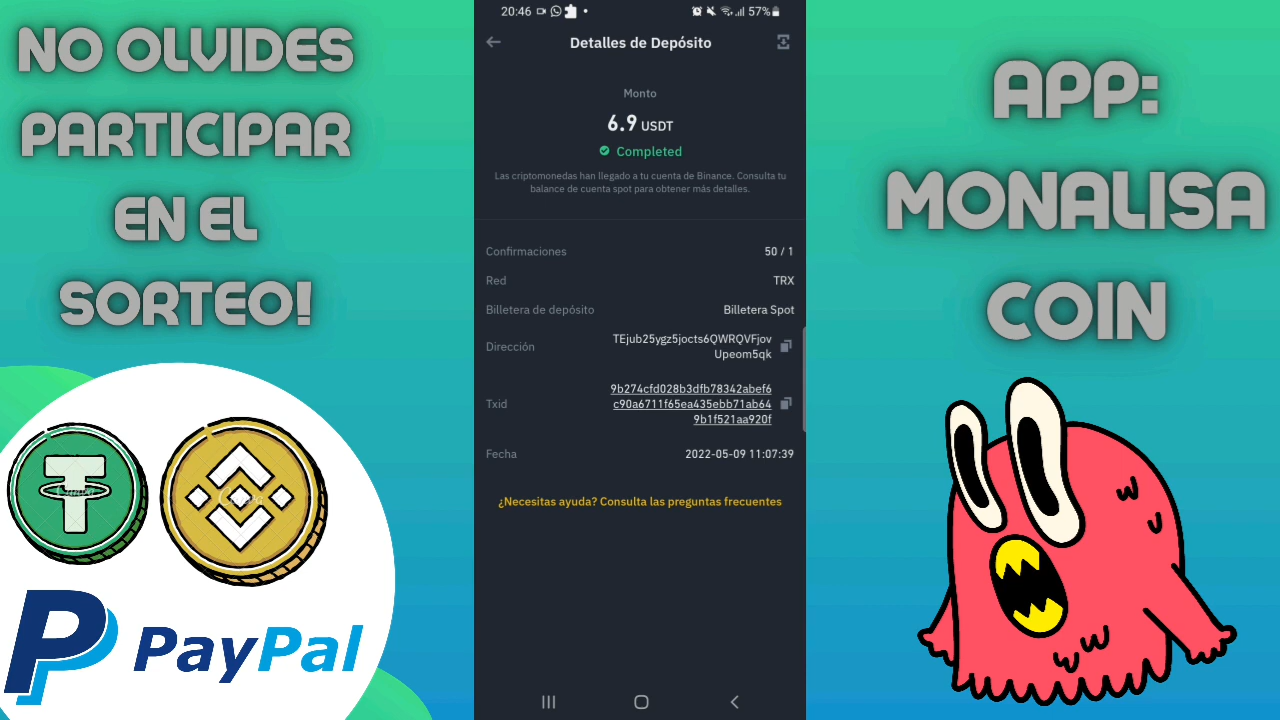 NO OLVIDES
PARTICIPAR
EN EL
SORTEO!
PayPal
20:46
57%
Detalles de Depósito
Monto
6.9 USDT
Completed
Las criptomonedas han llegado a tu cuenta de Binance. Consulta tu
balance de cuenta spot para obtener más detalles.
Confirmaciones 50 / 1
Red TRX
Billetera de depósito Billetera Spot
Dirección TEjub25ygz5jocts6QWRQVFjov
Upeom5qk
Txid 9b274cfd028b3dfb78342abef6
c90a6711f65ea435ebb71ab64
9b1f521aa920f
Fecha 2022-05-09 11:07:39
¿Necesitas ayuda? Consulta las preguntas frecuentes
APP:
MONALISA
COIN